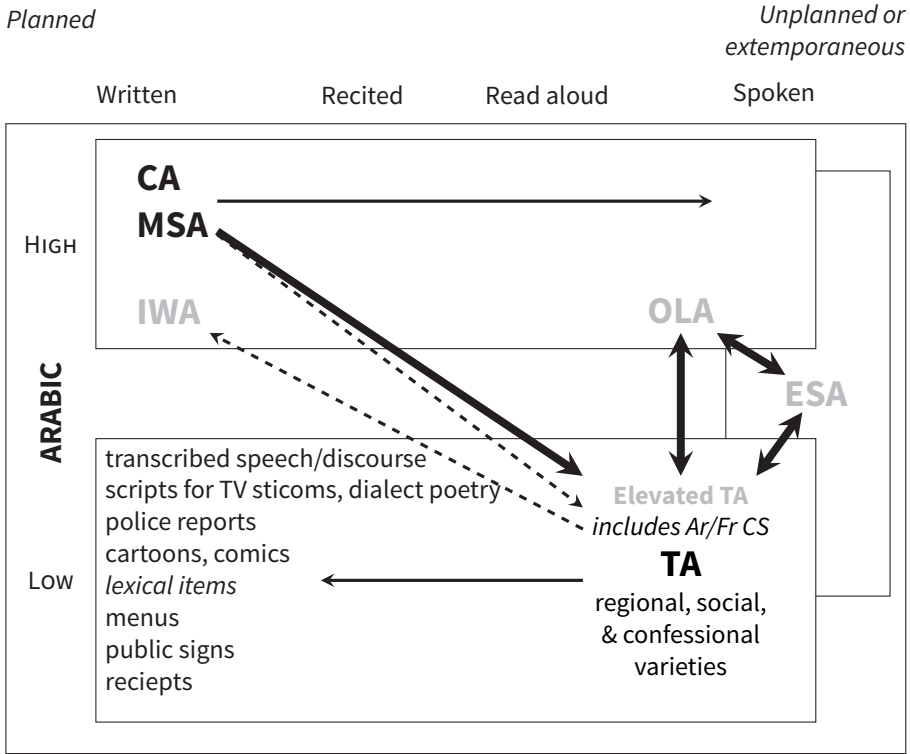 Planned
Unplanned or
extemporaneous
Written
Recited
Read aloud
Spoken
ARABIC
HIGH
CA
MSA
IWA
OLA
ESA
LOW
transcribed speech/discourse
scripts for TV sticoms, dialect poetry
police reports
cartoons, comics
lexical items
menus
public signs
reciepts
Elevated TA
includes Ar/Fr CS
TA
regional, social,
& confessional
varieties